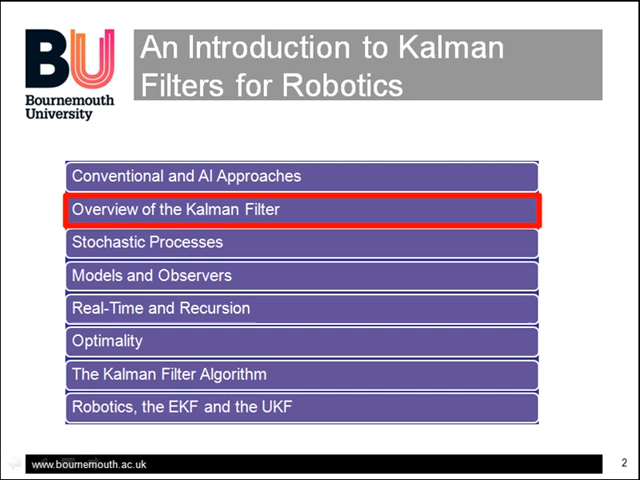 BU
Bournemouth
University
An Introduction to Kalman
Filters for Robotics
Conventional and AI Approaches
Overview of the Kalman Filter
Stochastic Processes
Models and Observers
Real-Time and Recursion
Optimality
The Kalman Filter Algorithm
Robotics, the EKF and the UKF
www.bournemouth.ac.uk
2